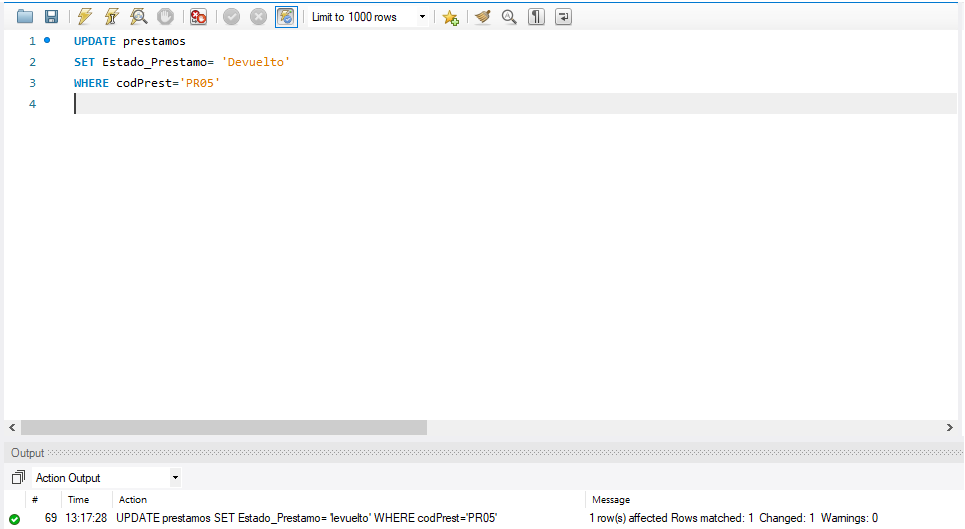 Limit to 1000 rows
1 UPDATE prestamos
2 SET Estado_Prestamo= 'Devuelto'
3 WHERE codPrest='PR05'
4
Output
Action Output
# Time Action Message
69 13:17:28 UPDATE prestamos SET Estado_Prestamo= 'levuelto' WHERE codPrest='PR05' 1 row(s) affected Rows matched: 1 Changed: 1 Warnings: 0